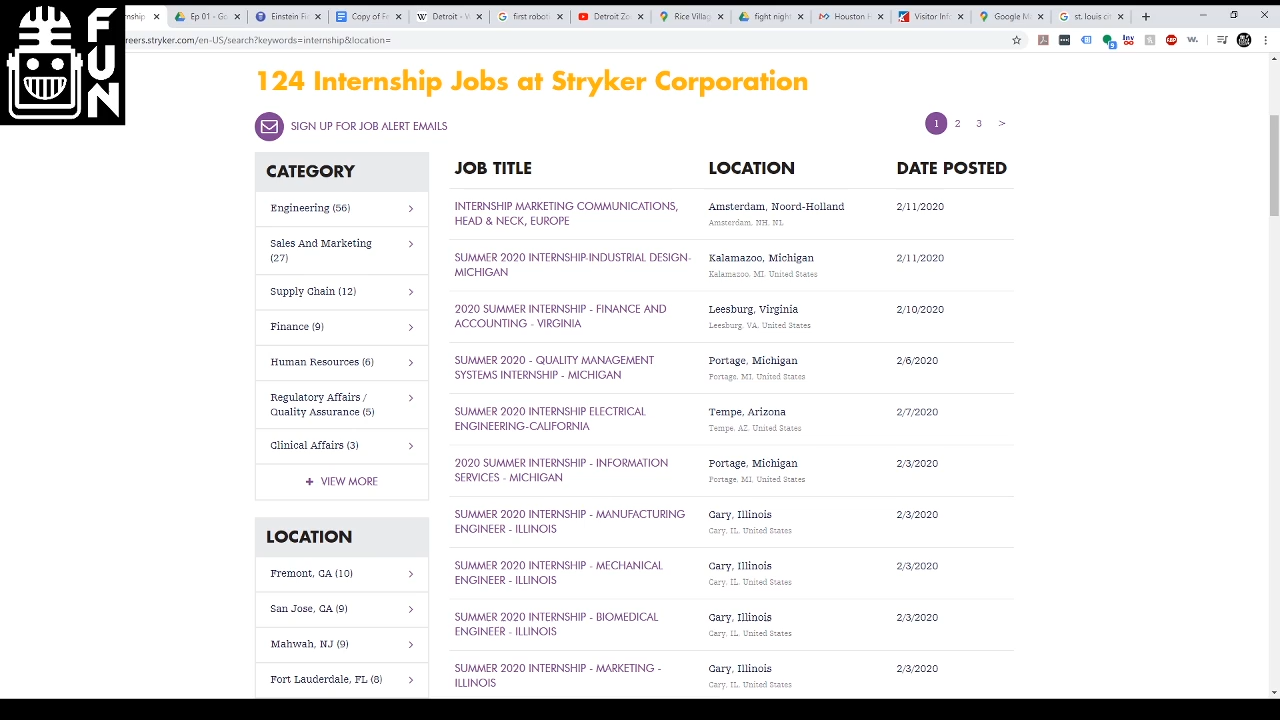 FUN
ternship
Ep 01 - Go
Einstein Fi
Copy of Fe
Detroit - W
first roboti
Detroit Zo
Rice Villag
fight night
Houston H
Visitor Inf
Google M
st. louis ch
reers.stryker.com/en-US/search?keywords=internship&location=
124 Internship Jobs at Stryker Corporation
SIGN UP FOR JOB ALERT EMAILS
1 2 3 >
CATEGORY
Engineering (56)
Sales And Marketing
(27)
Supply Chain (12)
Finance (9)
Human Resources (6)
Regulatory Affairs /
Quality Assurance (5)
Clinical Affairs (3)
+ VIEW MORE
LOCATION
Fremont, CA (10)
San Jose, CA (9)
Mahwah, NJ (9)
Fort Lauderdale, FL (8)
JOB TITLE LOCATION DATE POSTED
INTERNSHIP MARKETING COMMUNICATIONS,
HEAD & NECK, EUROPE
Amsterdam, Noord-Holland
Amsterdam, NH, NL
2/11/2020
SUMMER 2020 INTERNSHIP-INDUSTRIAL DESIGN-
MICHIGAN
Kalamazoo, Michigan
Kalamazoo, MI, United States
2/11/2020
2020 SUMMER INTERNSHIP - FINANCE AND
ACCOUNTING - VIRGINIA
Leesburg, Virginia
Leesburg, VA, United States
2/10/2020
SUMMER 2020 - QUALITY MANAGEMENT
SYSTEMS INTERNSHIP - MICHIGAN
Portage, Michigan
Portage, MI, United States
2/6/2020
SUMMER 2020 INTERNSHIP ELECTRICAL
ENGINEERING-CALIFORNIA
Tempe, Arizona
Tempe, AZ, United States
2/7/2020
2020 SUMMER INTERNSHIP - INFORMATION
SERVICES - MICHIGAN
Portage, Michigan
Portage, MI, United States
2/3/2020
SUMMER 2020 INTERNSHIP - MANUFACTURING
ENGINEER - ILLINOIS
Cary, Illinois
Cary, IL, United States
2/3/2020
SUMMER 2020 INTERNSHIP - MECHANICAL
ENGINEER - ILLINOIS
Cary, Illinois
Cary, IL, United States
2/3/2020
SUMMER 2020 INTERNSHIP - BIOMEDICAL
ENGINEER - ILLINOIS
Cary, Illinois
Cary, IL, United States
2/3/2020
SUMMER 2020 INTERNSHIP - MARKETING -
ILLINOIS
Cary, Illinois
Cary, IL, United States
2/3/2020